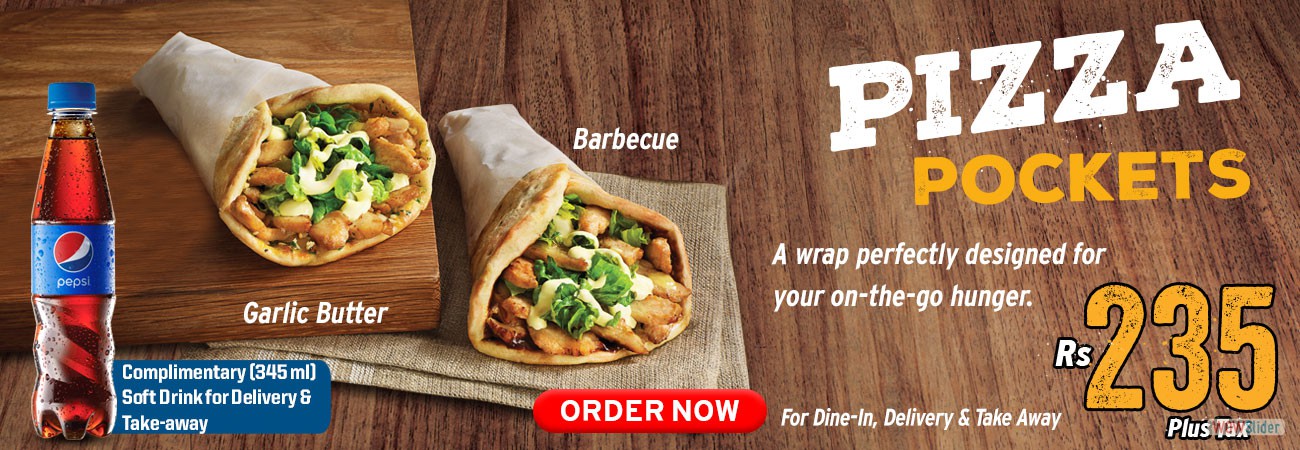 PIZZA
POCKETS
Barbecue
Garlic Butter
A wrap perfectly designed for
your on-the-go hunger.
Rs 235
Plus Tax
pepsi
Complimentary (345 ml)
Soft Drink for Delivery &
Take-away
ORDER NOW
For Dine-In, Delivery & Take Away